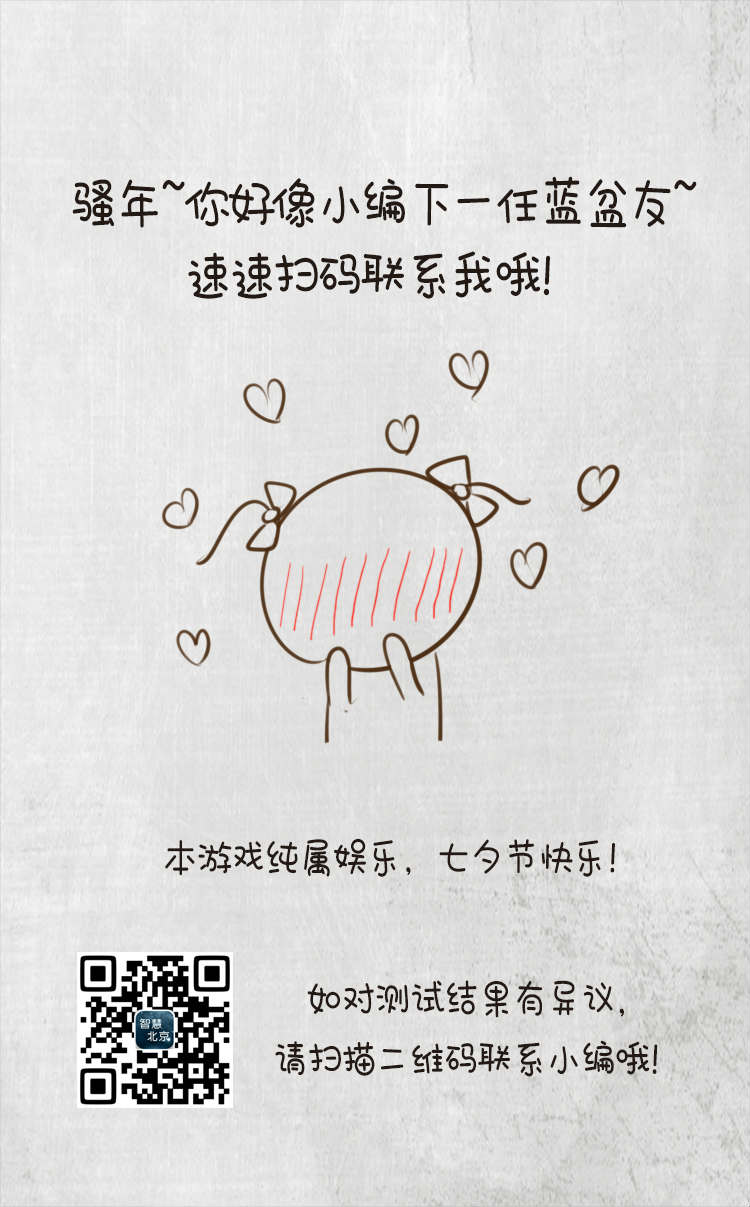 骚年~你好像小编下一任蓝盆友~
速速扫码联系我哦!
本游戏纯属娱乐，七夕节快乐!
如对测试结果有异议，
请扫描二维码联系小编哦!
智慧
北京